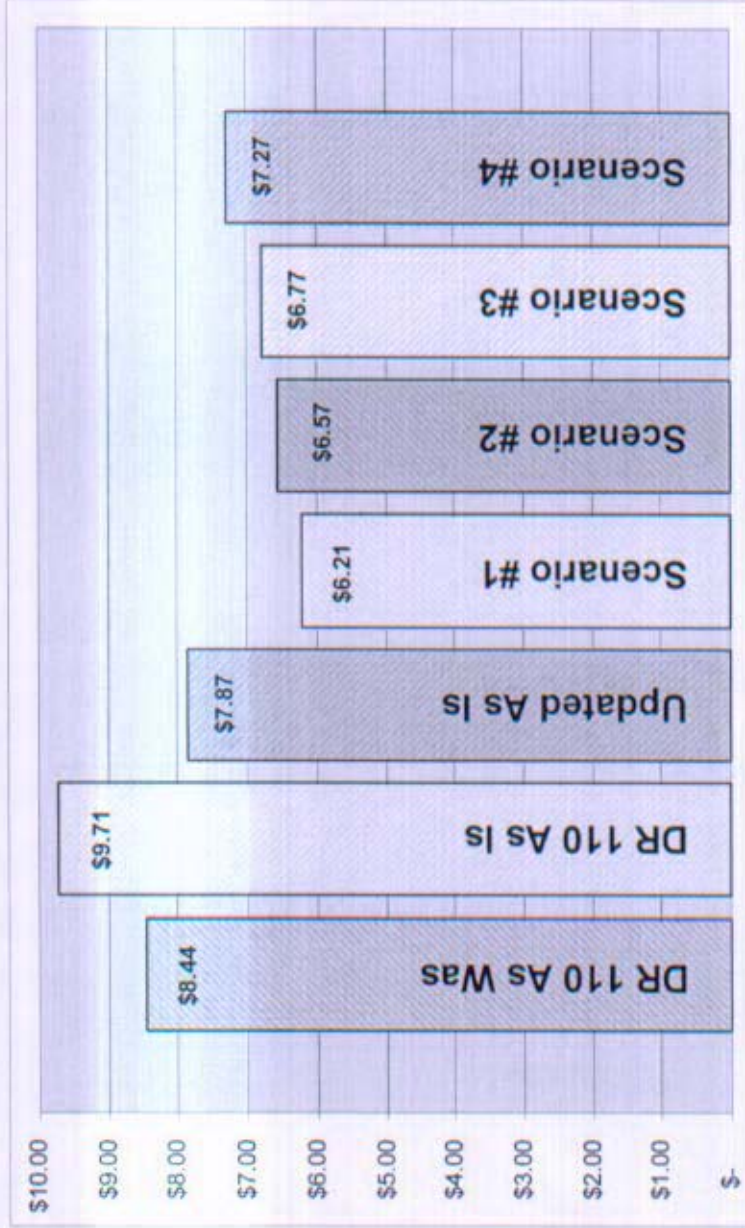 $10.00
$9.00
$8.00
$7.00
$6.00
$5.00
$4.00
$3.00
$2.00
$1.00
$-
$8.44
DR 110 As Was
$9.71
DR 110 As Is
$7.87
Updated As Is
$6.21
Scenario #1
$6.57
Scenario #2
$6.77
Scenario #3
$7.27
Scenario #4